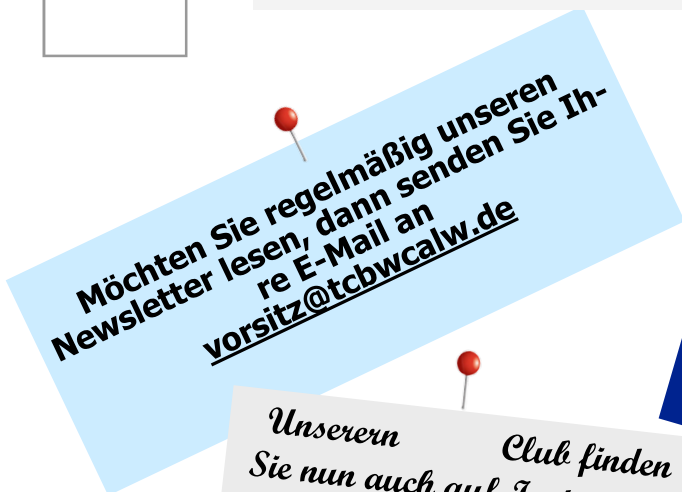 Möchten Sie regelmäßig unseren
Newsletter lesen, dann senden Sie Ih-
re E-Mail an
vorsitz@tcbwcalw.de
Unserern Club finden
Sie nun auch auf